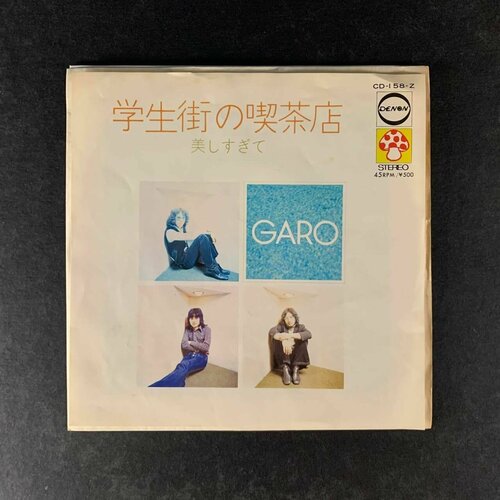 CD-158-Z
学生街の喫茶店
美しすぎて
DENON
STEREO
45RPM/¥500
GARO